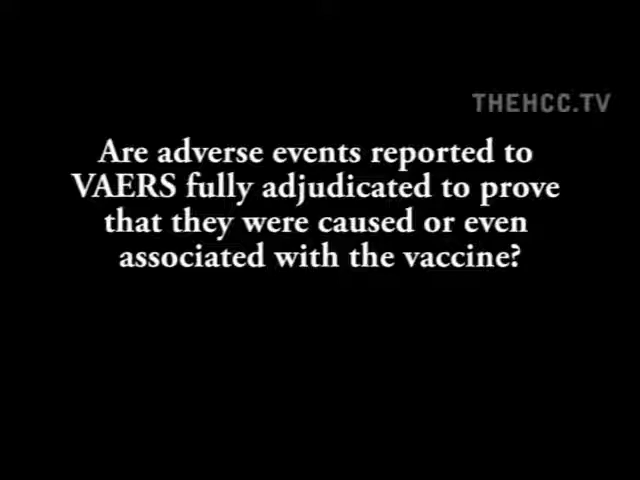 THEHCC.TV
Are adverse events reported to
VAERS fully adjudicated to prove
that they were caused or even
associated with the vaccine?